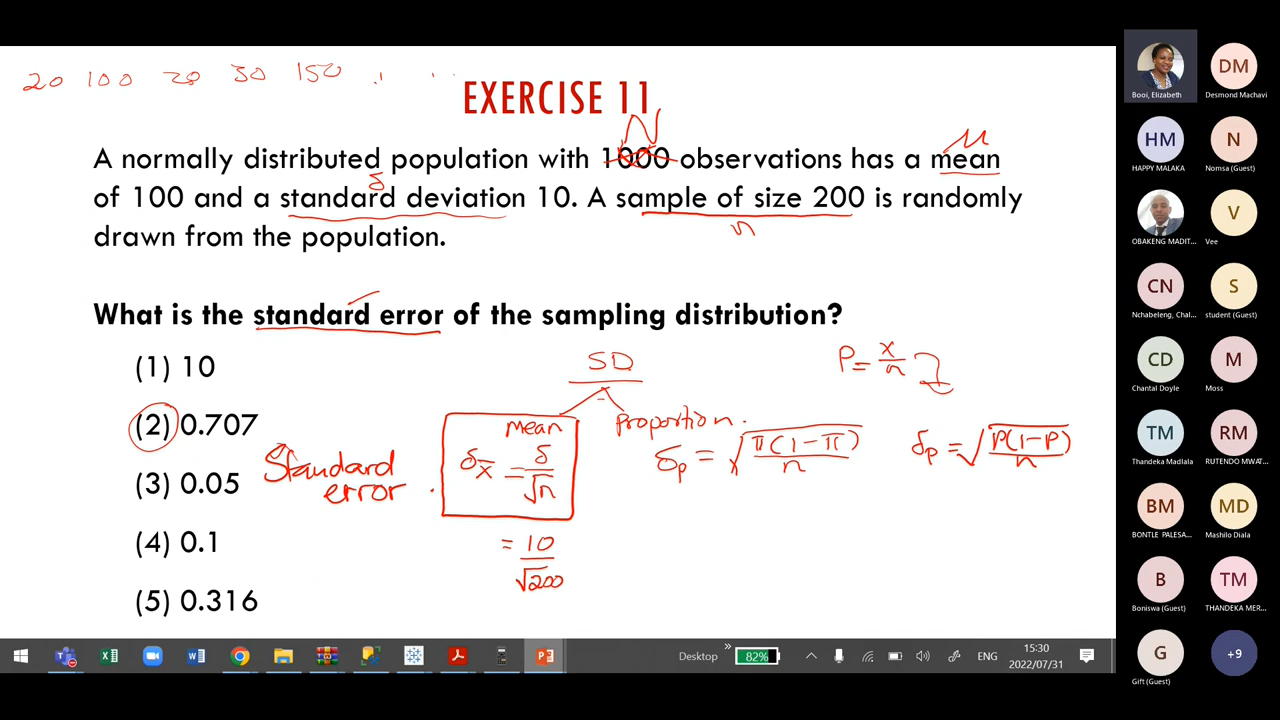 20 100 20 30 150 . . .
EXERCISE 11
N
A normally distributed population with 1000 observations has a mean
μ
of 100 and a standard deviation 10. A sample of size 200 is randomly
δ
n
drawn from the population.
What is the standard error of the sampling distribution?
(1) 10
(2) 0.707
(3) 0.05
(4) 0.1
(5) 0.316
SD
mean
proportion.
Standard error.
δx̄ = δ/√n
= 10/√200
δp = √(π(1-π)/n)
P = x/n
δp = √(P(1-P)/n)
Booi, Elizabeth
DM
Desmond Machavi
HM
HAPPY MALAKA
N
Nomsa (Guest)
OBAKENG MADIT...
V
Vee
CN
Nchabeleng, Chal...
S
student (Guest)
CD
Chantal Doyle
M
Moss
TM
Thandeka Madlala
RM
RUTENDO MWAT...
BM
BONTLE PALESA...
MD
Mashilo Diala
B
Boniswa (Guest)
TM
THANDEKA MER...
G
Gift (Guest)
+9
Desktop
»
82%
ENG
15:30
2022/07/31